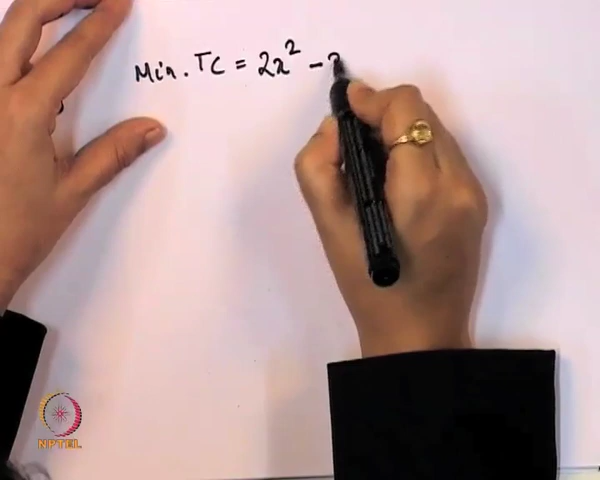 Min. TC = 2x² -
NPTEL